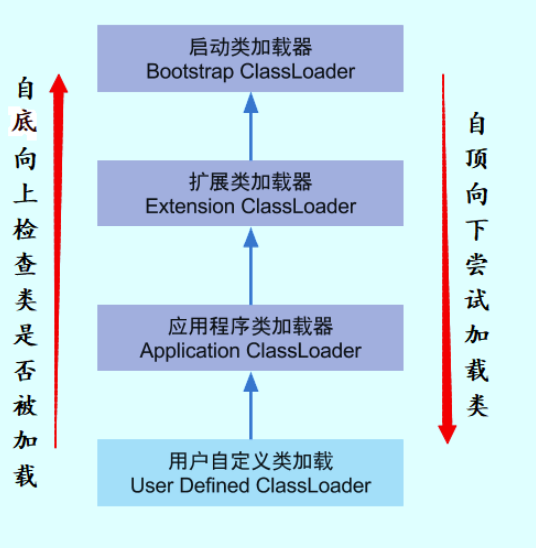 启动类加载器
Bootstrap ClassLoader
扩展类加载器
Extension ClassLoader
应用程序类加载器
Application ClassLoader
用户自定义类加载
User Defined ClassLoader
自底向上检查类是否被加载
自顶向下尝试加载类